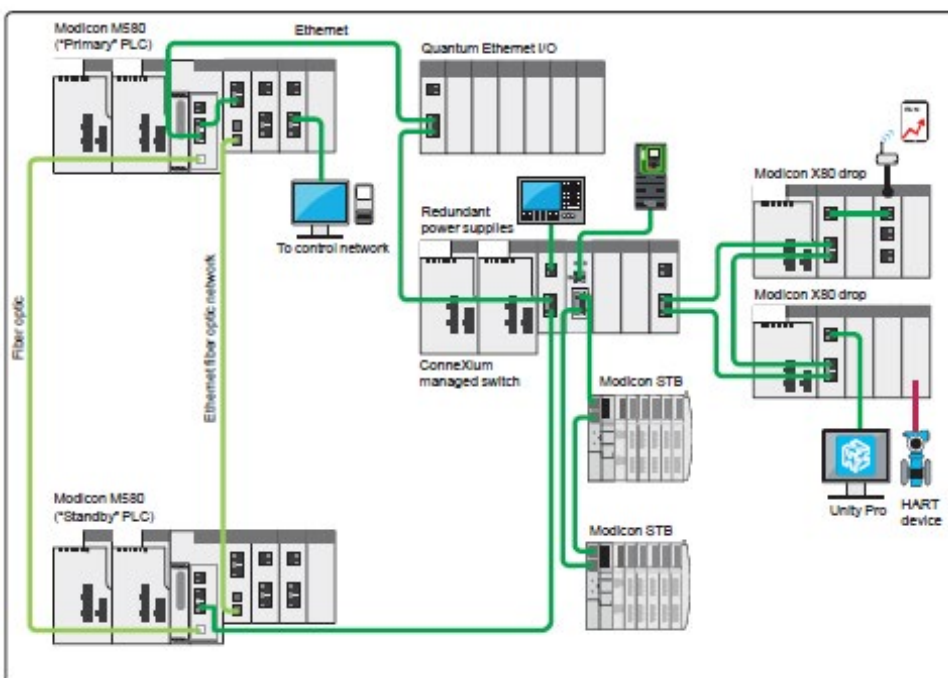 Modicon M580
("Primary" PLC)
Ethernet
Quantum Ethernet I/O
Modicon X80 drop
Redundant
power supplies
To control network
Modicon X80 drop
Fiber optic
Ethernet fiber optic network
ConneXium
managed switch
Modicon STB
Unity Pro
HART
device
Modicon M580
("Standby" PLC)
Modicon STB